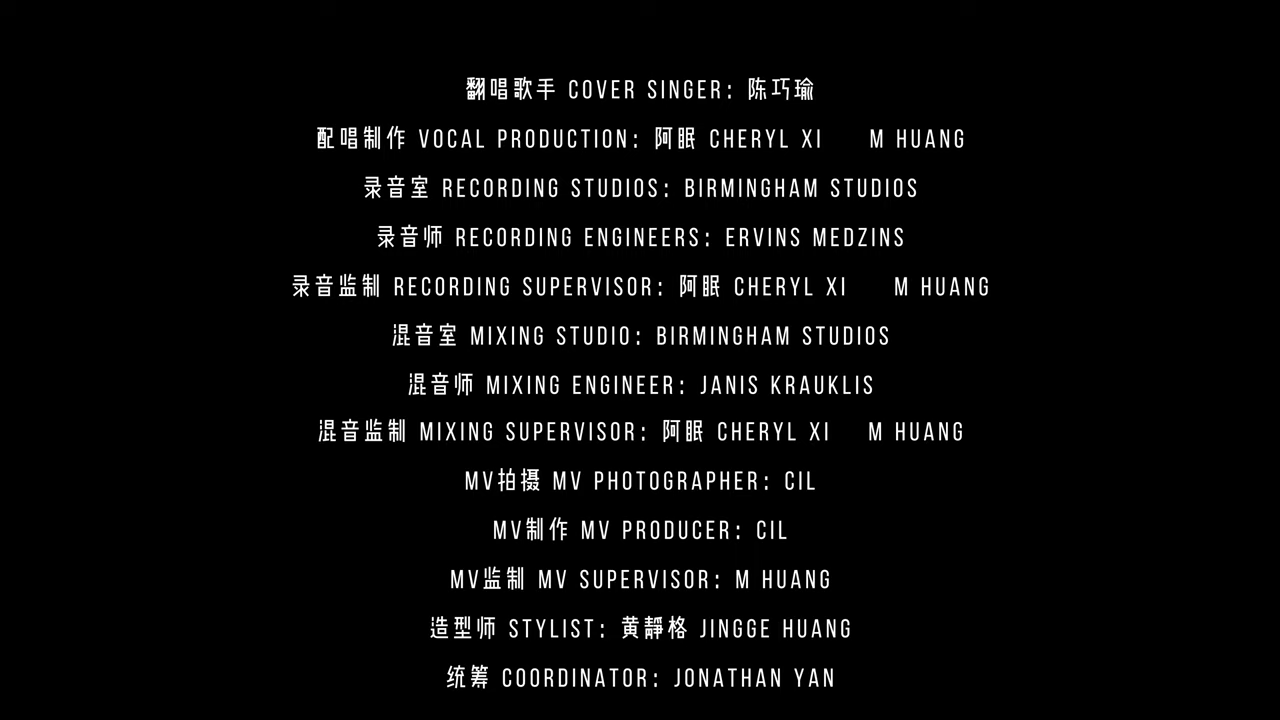 翻唱歌手 COVER SINGER: 陈巧瑜
配唱制作 VOCAL PRODUCTION: 阿眠 CHERYL XI M HUANG
录音室 RECORDING STUDIOS: BIRMINGHAM STUDIOS
录音师 RECORDING ENGINEERS: ERVINS MEDZINS
录音监制 RECORDING SUPERVISOR: 阿眠 CHERYL XI M HUANG
混音室 MIXING STUDIO: BIRMINGHAM STUDIOS
混音师 MIXING ENGINEER: JANIS KRAUKLIS
混音监制 MIXING SUPERVISOR: 阿眠 CHERYL XI M HUANG
MV拍摄 MV PHOTOGRAPHER: CIL
MV制作 MV PRODUCER: CIL
MV监制 MV SUPERVISOR: M HUANG
造型师 STYLIST: 黄靜格 JINGGE HUANG
统筹 COORDINATOR: JONATHAN YAN